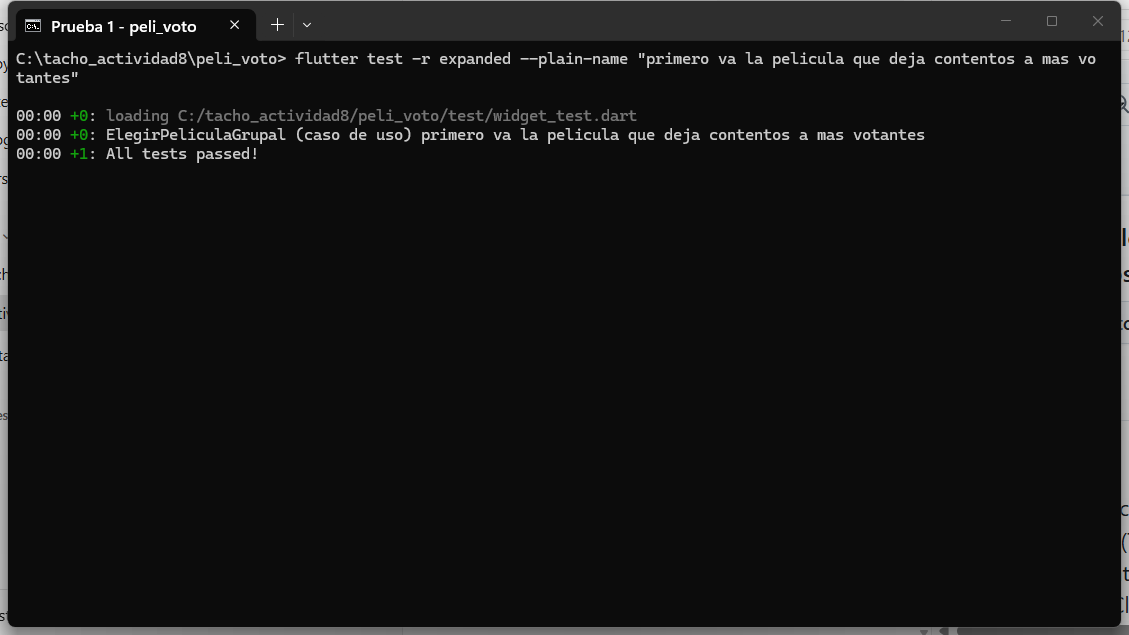 Prueba 1 - peli_voto
C:\tacho_actividad8\peli_voto> flutter test -r expanded --plain-name "primero va la pelicula que deja contentos a mas vo
tantes"
00:00 +0: loading C:/tacho_actividad8/peli_voto/test/widget_test.dart
00:00 +0: ElegirPeliculaGrupal (caso de uso) primero va la pelicula que deja contentos a mas votantes
00:00 +1: All tests passed!